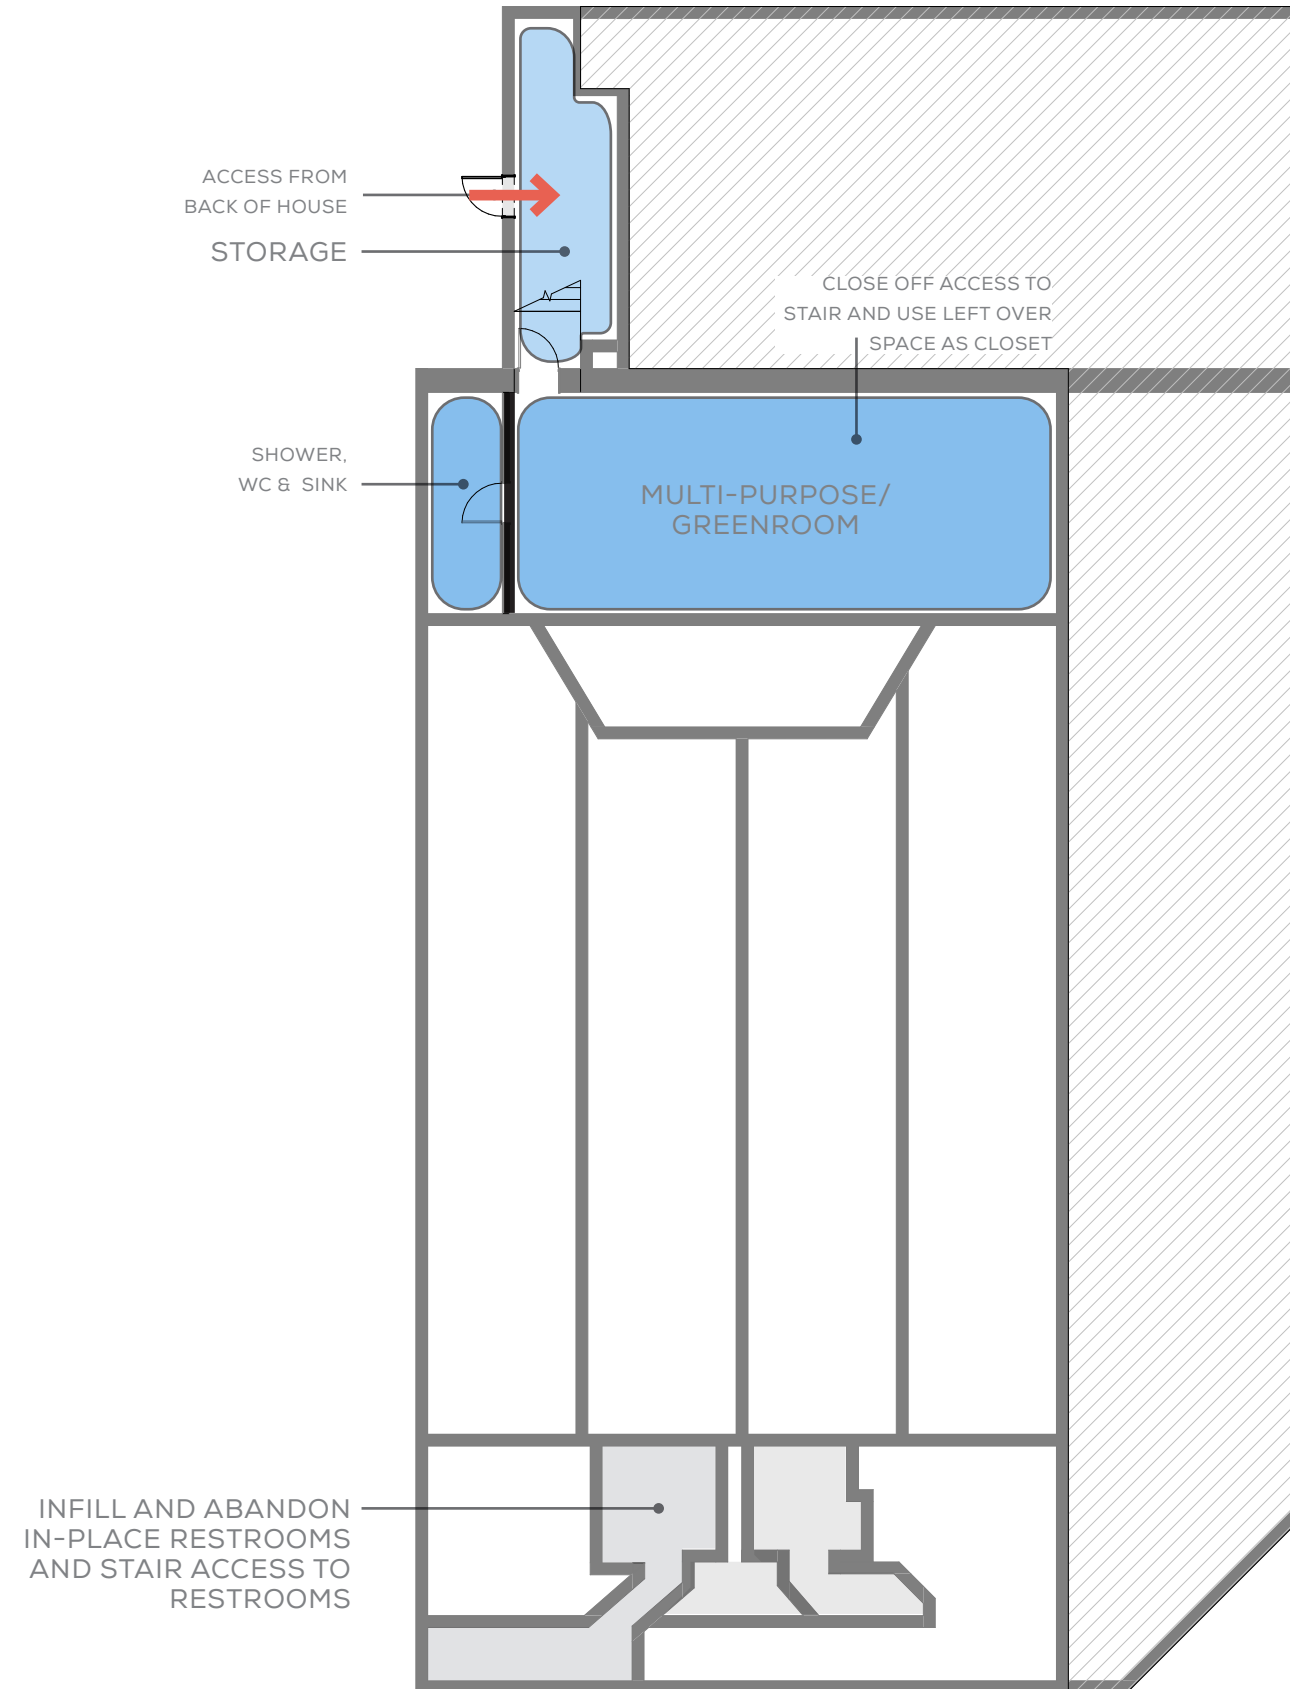 ACCESS FROM
BACK OF HOUSE
STORAGE
CLOSE OFF ACCESS TO
STAIR AND USE LEFT OVER
SPACE AS CLOSET
SHOWER,
WC & SINK
MULTI-PURPOSE/
GREENROOM
INFILL AND ABANDON
IN-PLACE RESTROOMS
AND STAIR ACCESS TO
RESTROOMS